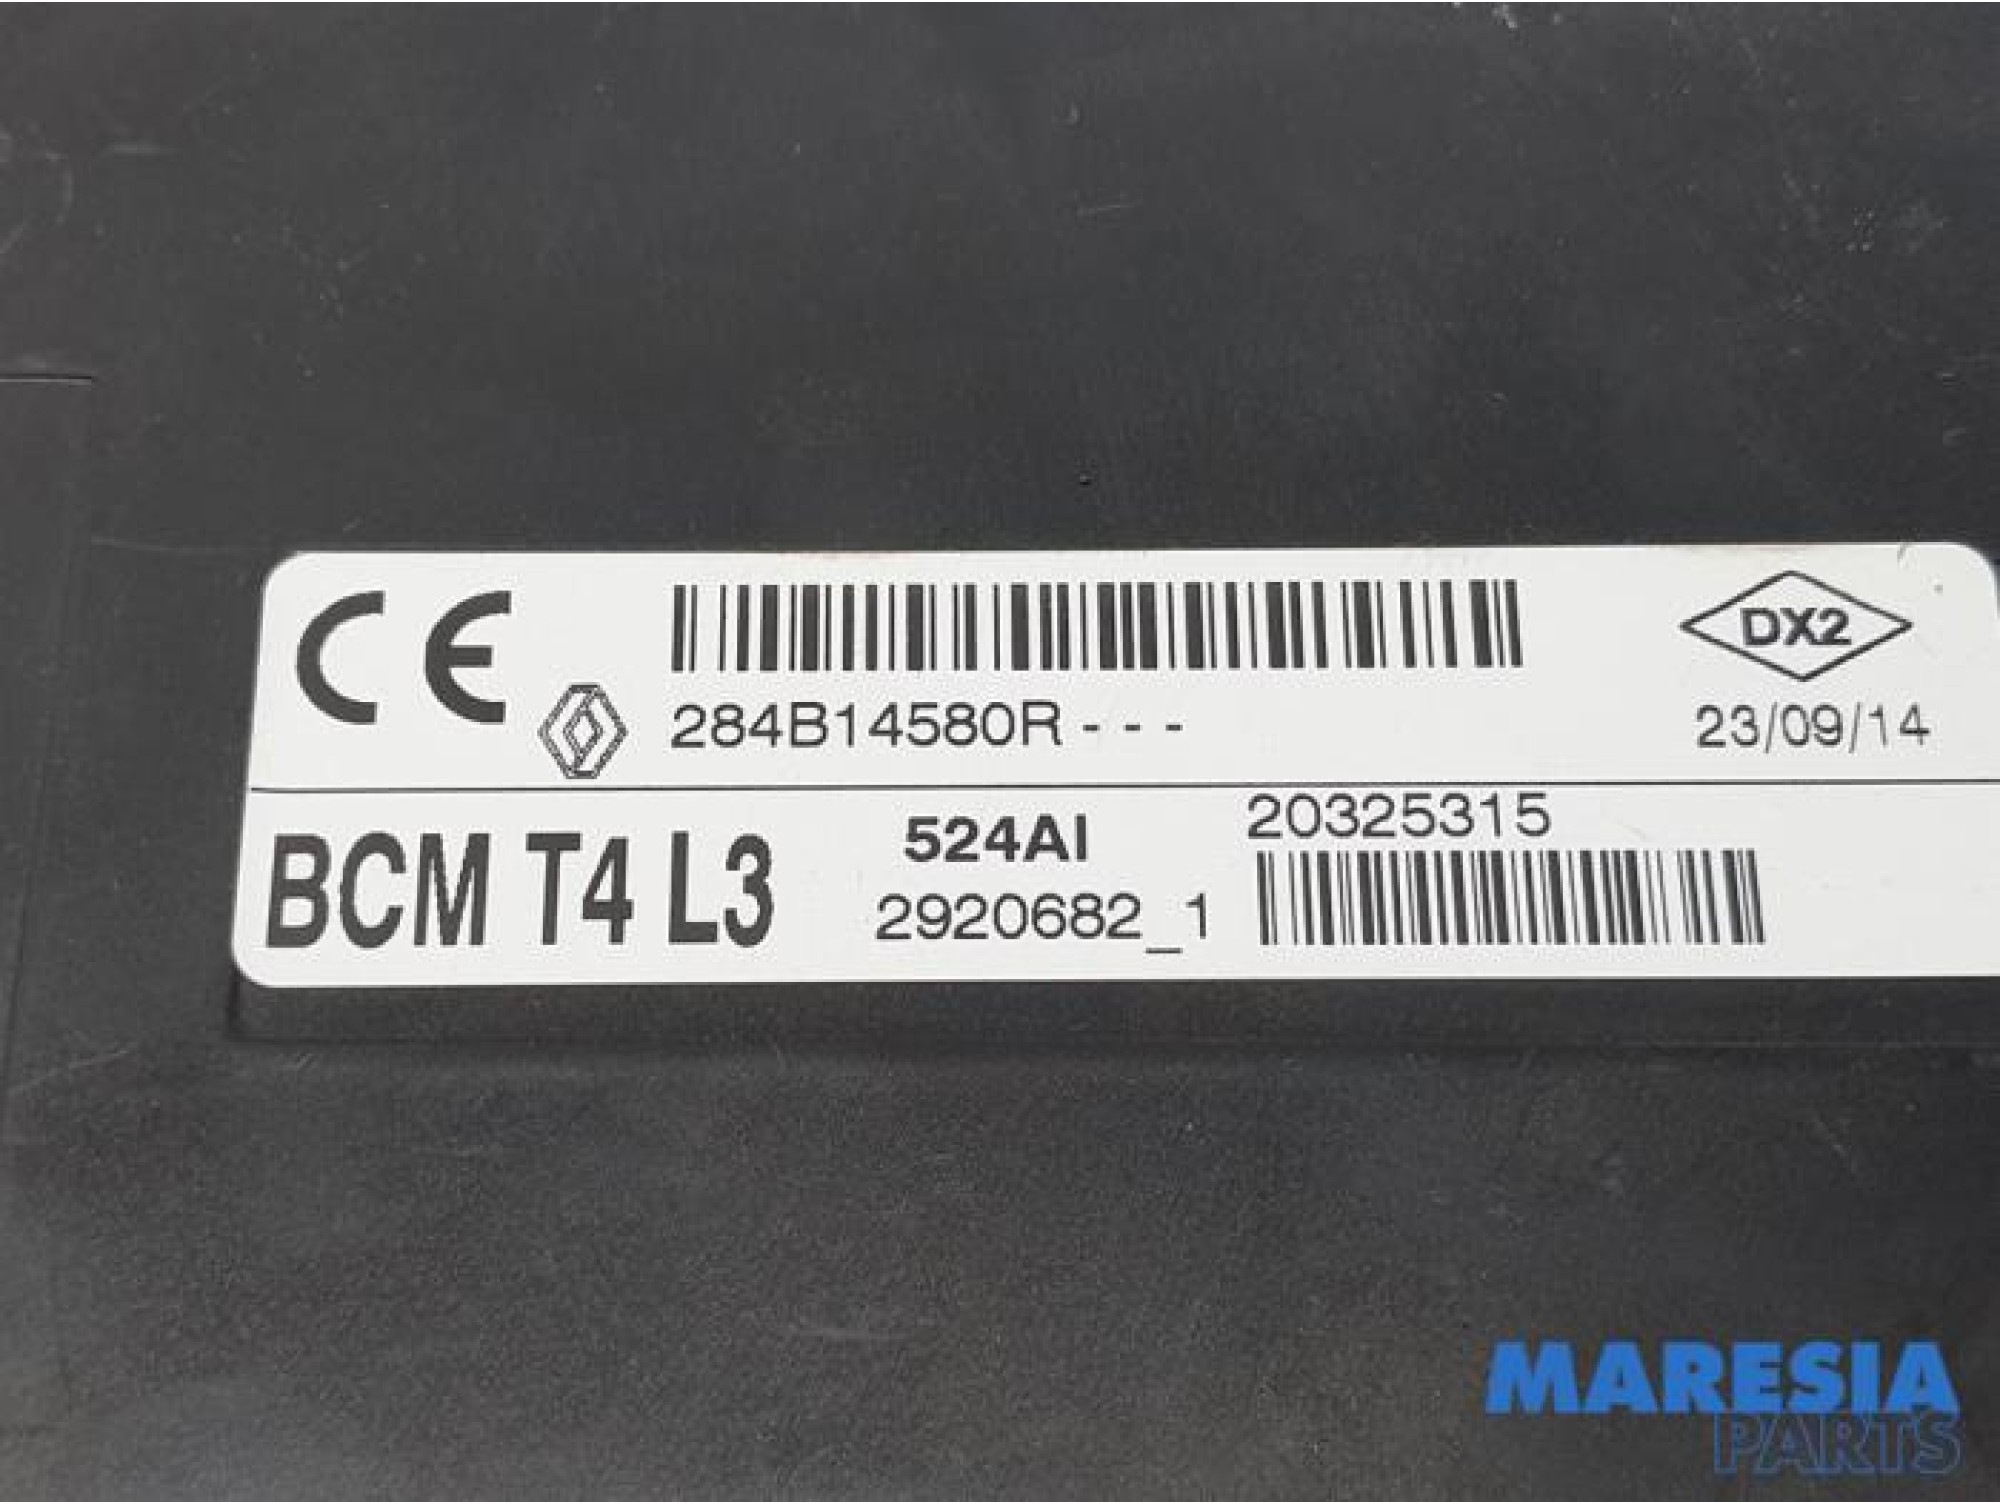 CE
284B14580R - - -
DX2
23/09/14
BCM T4 L3
524AI
2920682_1
20325315
MARESIA
PARTS